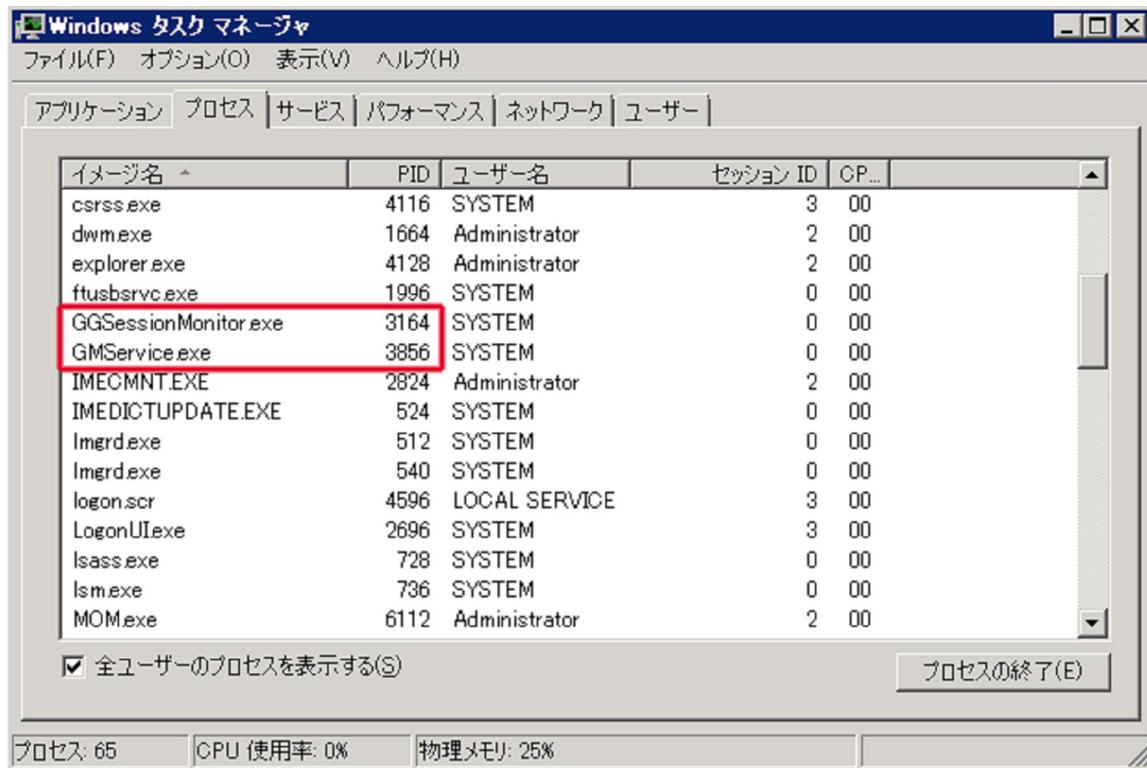 Windows タスク マネージャ
ファイル(F) オプション(O) 表示(V) ヘルプ(H)
アプリケーション プロセス サービス パフォーマンス ネットワーク ユーザー
イメージ名 PID ユーザー名 セッション ID CP...
csrss.exe 4116 SYSTEM 3 00
dwm.exe 1664 Administrator 2 00
explorer.exe 4128 Administrator 2 00
ftusbsrvc.exe 1996 SYSTEM 0 00
GGSessionMonitor.exe 3164 SYSTEM 0 00
GMService.exe 3856 SYSTEM 0 00
IMECMNT.EXE 2824 Administrator 2 00
IMEDICTUPDATE.EXE 524 SYSTEM 0 00
lmgrd.exe 512 SYSTEM 0 00
lmgrd.exe 540 SYSTEM 0 00
logon.scr 4596 LOCAL SERVICE 3 00
LogonUI.exe 2696 SYSTEM 3 00
lsass.exe 728 SYSTEM 0 00
lsm.exe 736 SYSTEM 0 00
MOM.exe 6112 Administrator 2 00
全ユーザーのプロセスを表示する(S) プロセスの終了(E)
プロセス: 65 CPU 使用率: 0% 物理メモリ: 25%